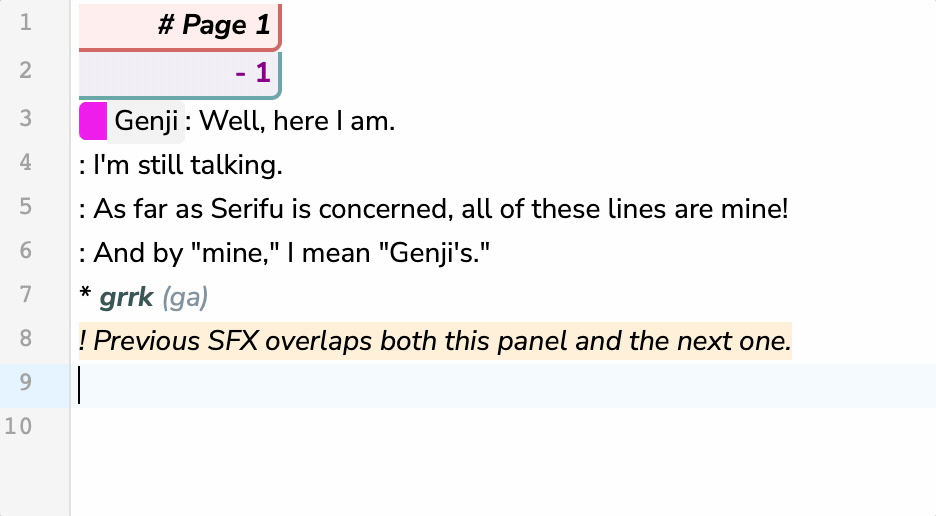 1 # Page 1
2 - 1
3 Genji : Well, here I am.
4 : I'm still talking.
5 : As far as Serifu is concerned, all of these lines are mine!
6 : And by "mine," I mean "Genji's."
7 * grrk (ga)
8 ! Previous SFX overlaps both this panel and the next one.
9
10